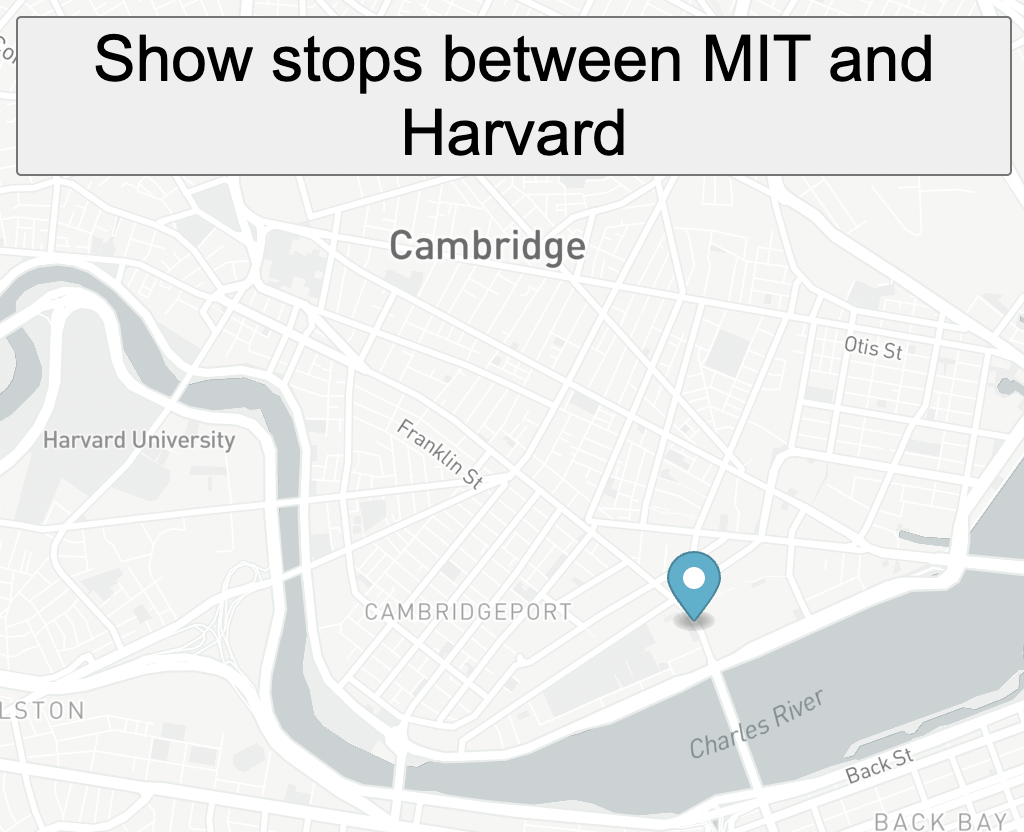 Show stops between MIT and
Harvard
Cambridge
Otis St
Harvard University
Franklin St
CAMBRIDGEPORT
LSTON
Charles River
Back St
BACK BAY